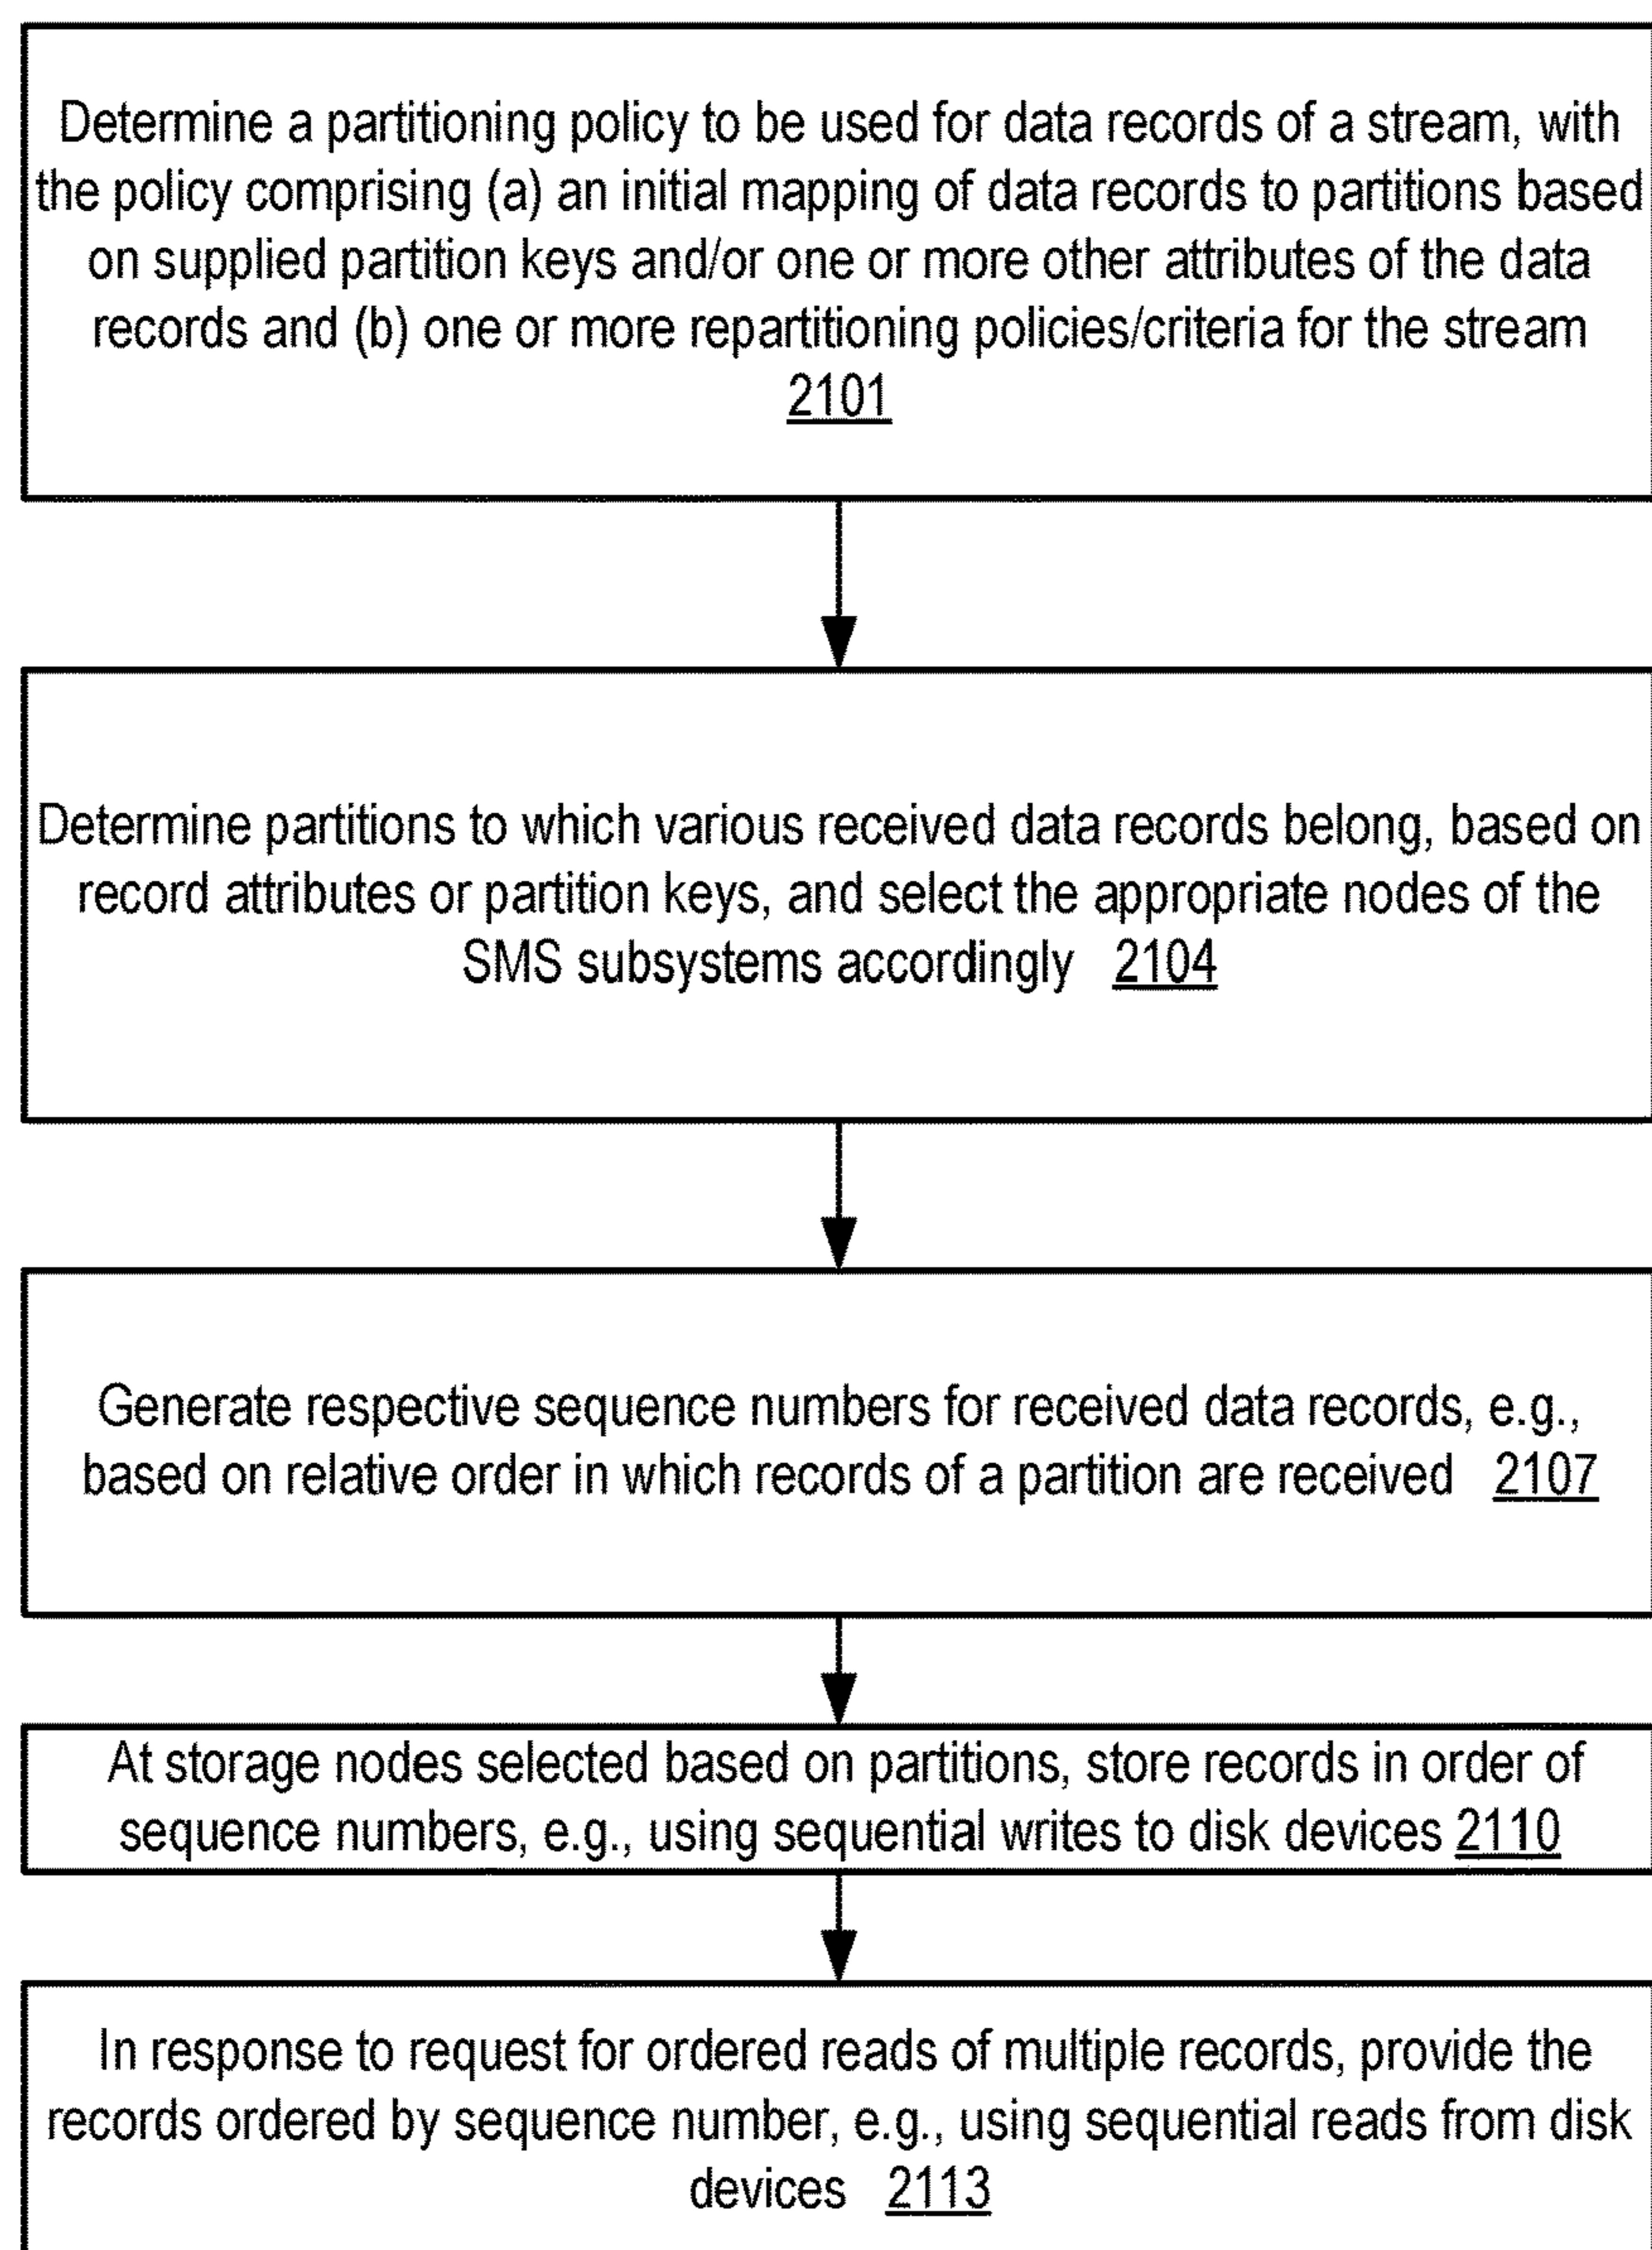 Determine a partitioning policy to be used for data records of a stream, with
the policy comprising (a) an initial mapping of data records to partitions based
on supplied partition keys and/or one or more other attributes of the data
records and (b) one or more repartitioning policies/criteria for the stream
2101
Determine partitions to which various received data records belong, based on
record attributes or partition keys, and select the appropriate nodes of the
SMS subsystems accordingly 2104
Generate respective sequence numbers for received data records, e.g.,
based on relative order in which records of a partition are received 2107
At storage nodes selected based on partitions, store records in order of
sequence numbers, e.g., using sequential writes to disk devices 2110
In response to request for ordered reads of multiple records, provide the
records ordered by sequence number, e.g., using sequential reads from disk
devices 2113